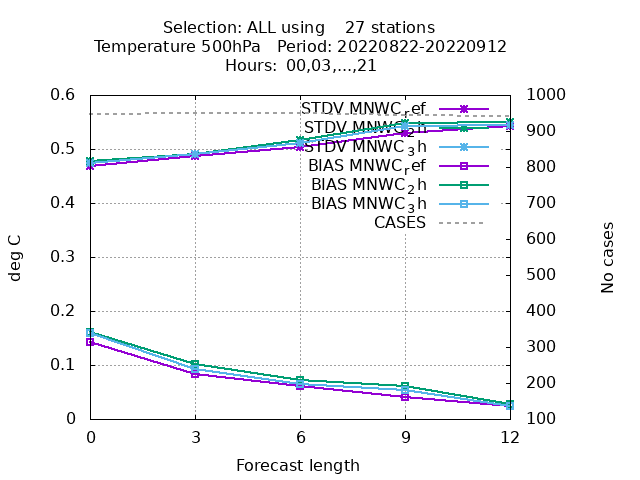 Selection: ALL using    27 stations
Temperature 500hPa   Period: 20220822-20220912
Hours:  00,03,...,21
STDV MNWC_ref
STDV MNWC_2h
STDV MNWC_3h
BIAS MNWC_ref
BIAS MNWC_2h
BIAS MNWC_3h
CASES
0.6
0.5
0.4
0.3
0.2
0.1
0
deg C
1000
900
800
700
600
500
400
300
200
100
No cases
0 3 6 9 12
Forecast length